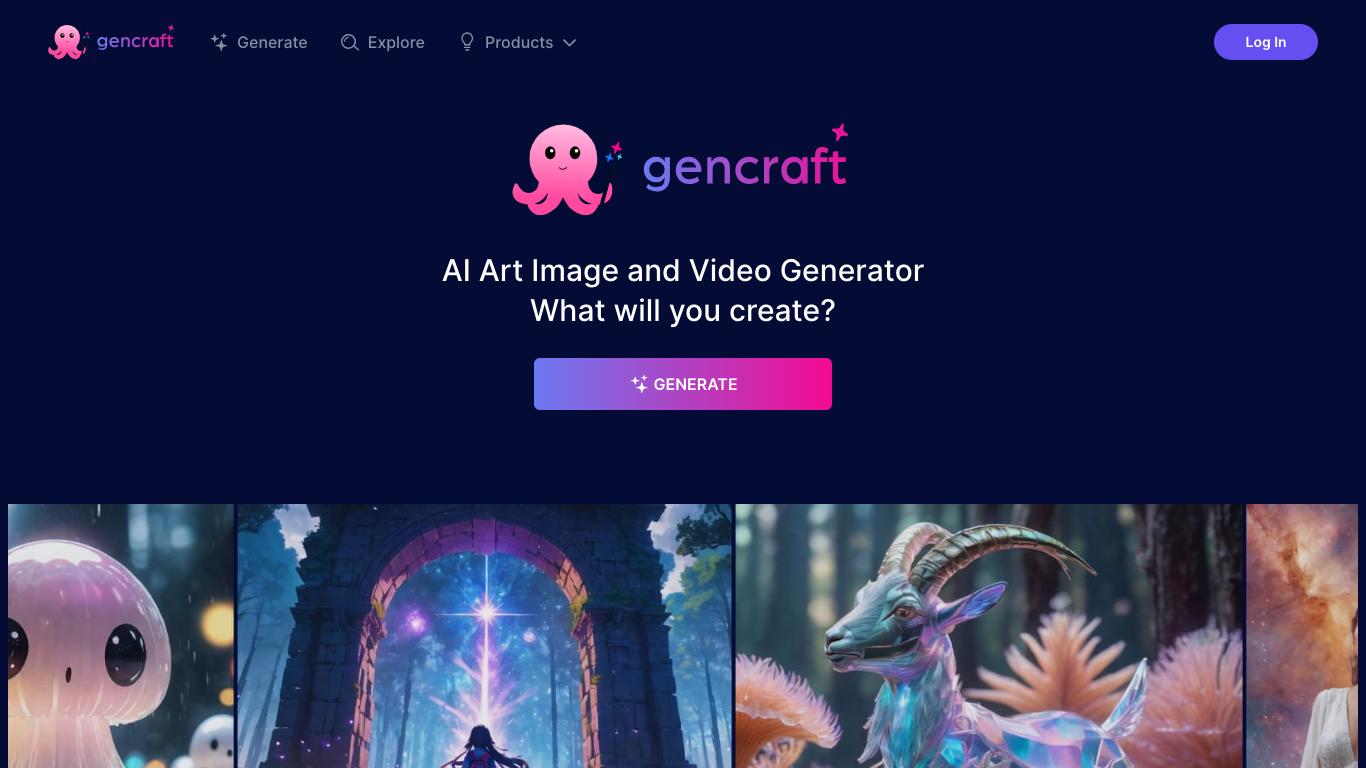 gencraft
Generate
Explore
Products
Log In
gencraft
AI Art Image and Video Generator
What will you create?
GENERATE